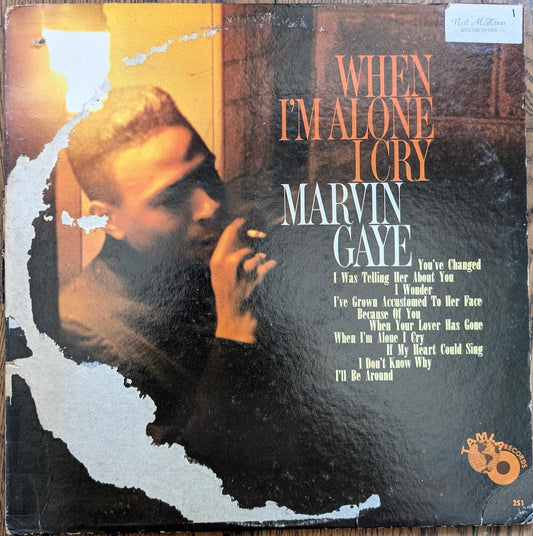 1
WHEN
I'M ALONE
I CRY
MARVIN
GAYE
You've Changed
I Was Telling Her About You
I Wonder
I've Grown Accustomed To Her Face
Because Of You
When Your Lover Has Gone
When I'm Alone I Cry
If My Heart Could Sing
I Don't Know Why
I'll Be Around
TAMLA RECORDS
251